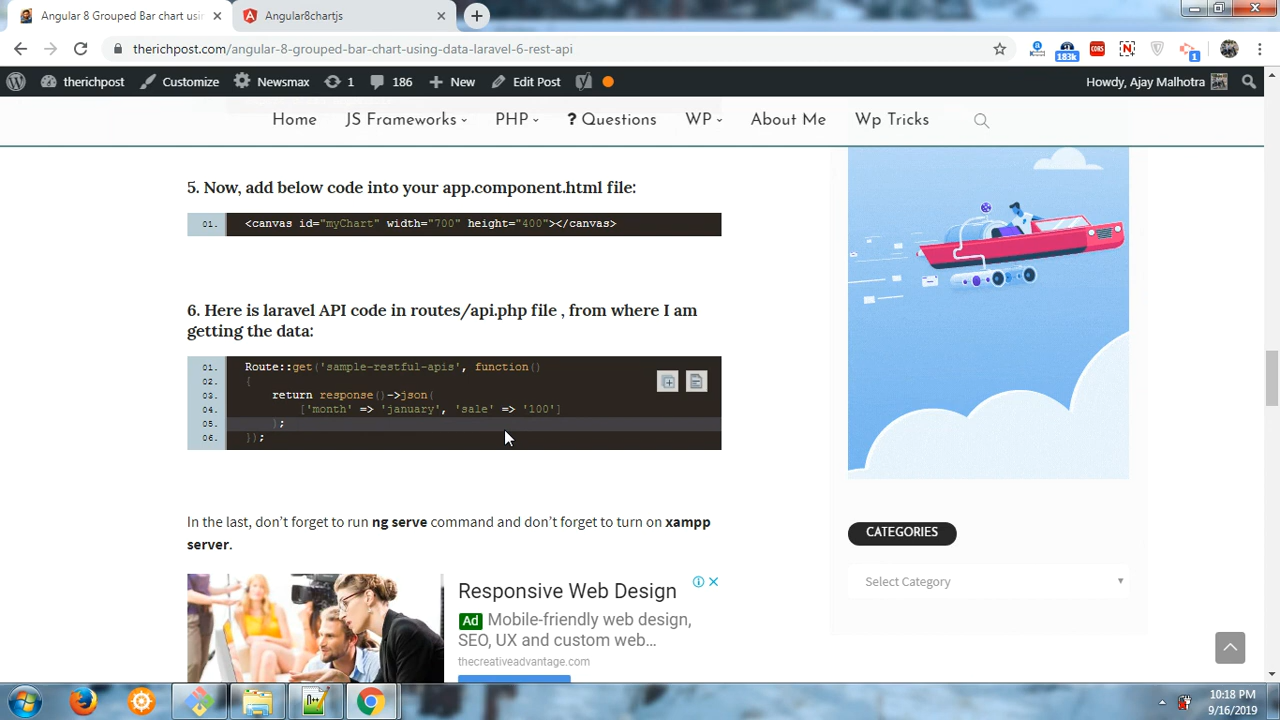 Angular 8 Grouped Bar chart usin
Angular8chartjs
therichpost.com/angular-8-grouped-bar-chart-using-data-laravel-6-rest-api
183k
CORS
N
1
therichpost
Customize
Newsmax
1
186
New
Edit Post
Howdy, Ajay Malhotra
Home
JS Frameworks
PHP
? Questions
WP
About Me
Wp Tricks
5. Now, add below code into your app.component.html file:
01. <canvas id="myChart" width="700" height="400"></canvas>
6. Here is laravel API code in routes/api.php file , from where I am
getting the data:
01. Route::get('sample-restful-apis', function()
02. {
03. return response()->json(
04. ['month' => 'january', 'sale' => '100']
05. );
06. });
In the last, don't forget to run ng serve command and don't forget to turn on xampp
server.
Responsive Web Design
Ad Mobile-friendly web design,
SEO, UX and custom web...
thecreativeadvantage.com
CATEGORIES
Select Category
10:18 PM
9/16/2019